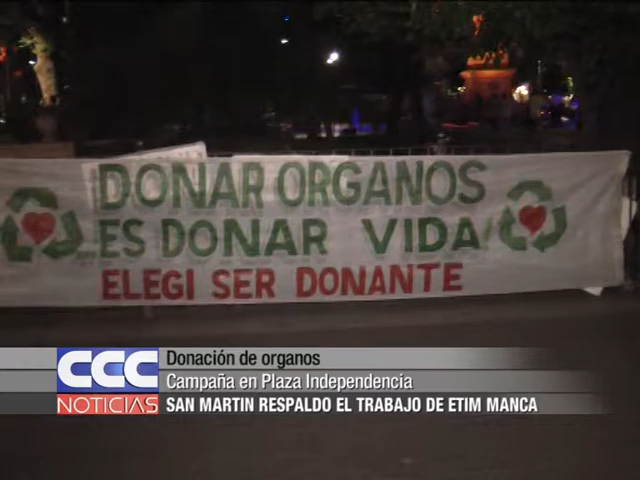 DONAR ORGANOS
ES DONAR VIDA
ELEGI SER DONANTE
CCC
NOTICIAS
Donación de organos
Campaña en Plaza Independencia
SAN MARTIN RESPALDO EL TRABAJO DE ETIM MANCA